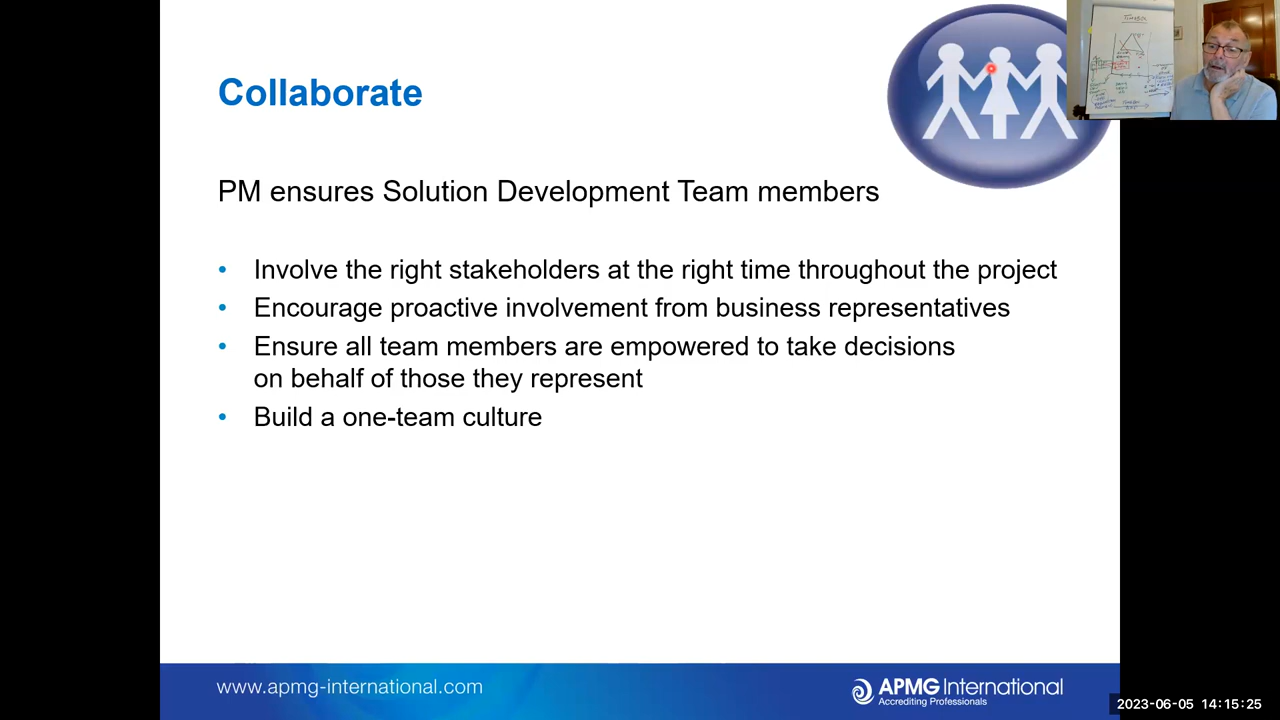 Collaborate
PM ensures Solution Development Team members
• Involve the right stakeholders at the right time throughout the project
• Encourage proactive involvement from business representatives
• Ensure all team members are empowered to take decisions
on behalf of those they represent
• Build a one-team culture
www.apmg-international.com
APMG International
Accrediting Professionals
2023-06-05 14:15:25